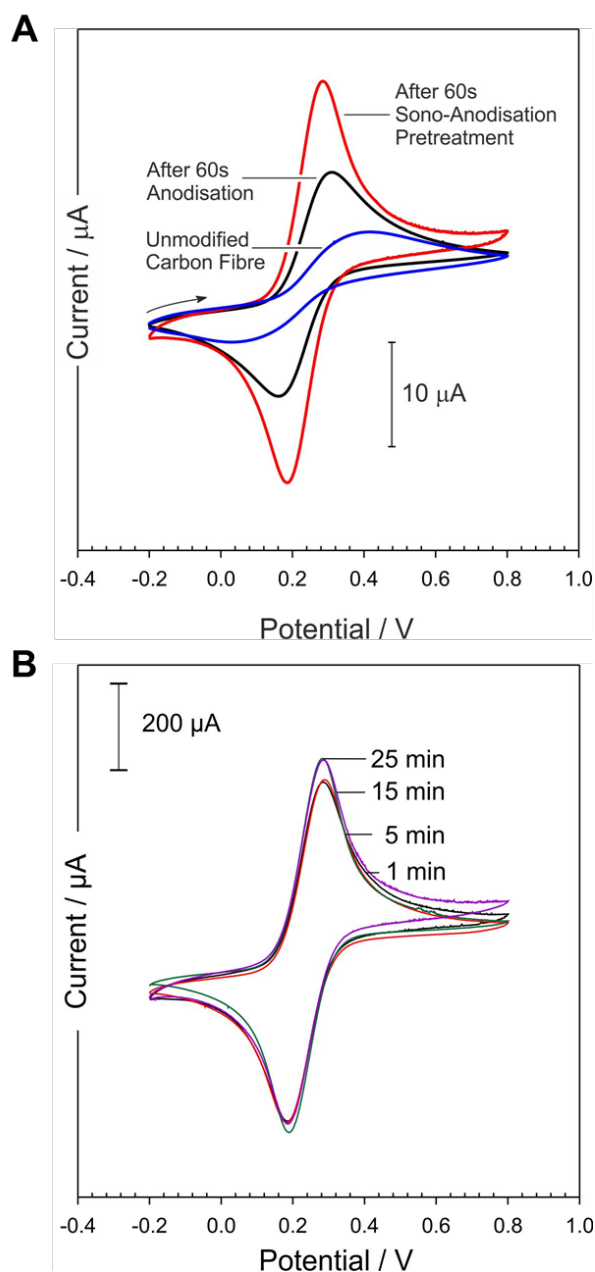 A
After 60s
Sono-Anodisation
Pretreatment
After 60s
Anodisation
Unmodified
Carbon Fibre
Current / µA
10 µA
-0.4 -0.2 0.0 0.2 0.4 0.6 0.8 1.0
Potential / V
B
200 µA
25 min
15 min
5 min
1 min
Current / µA
-0.4 -0.2 0.0 0.2 0.4 0.6 0.8 1.0
Potential / V